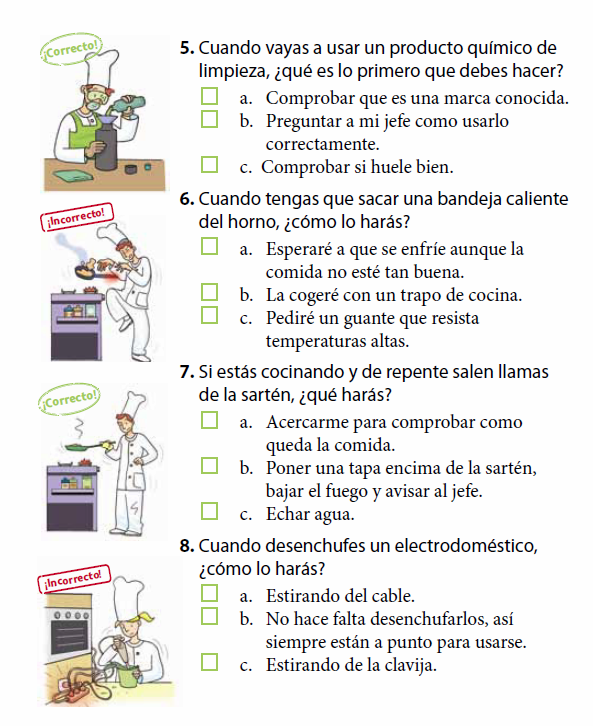 ¡Correcto!
5. Cuando vayas a usar un producto químico de
limpieza, ¿qué es lo primero que debes hacer?
a. Comprobar que es una marca conocida.
b. Preguntar a mi jefe como usarlo
correctamente.
c. Comprobar si huele bien.
¡Incorrecto!
6. Cuando tengas que sacar una bandeja caliente
del horno, ¿cómo lo harás?
a. Esperaré a que se enfríe aunque la
comida no esté tan buena.
b. La cogeré con un trapo de cocina.
c. Pediré un guante que resista
temperaturas altas.
¡Correcto!
7. Si estás cocinando y de repente salen llamas
de la sartén, ¿qué harás?
a. Acercarme para comprobar como
queda la comida.
b. Poner una tapa encima de la sartén,
bajar el fuego y avisar al jefe.
c. Echar agua.
¡Incorrecto!
8. Cuando desenchufes un electrodoméstico,
¿cómo lo harás?
a. Estirando del cable.
b. No hace falta desenchufarlos, así
siempre están a punto para usarse.
c. Estirando de la clavija.